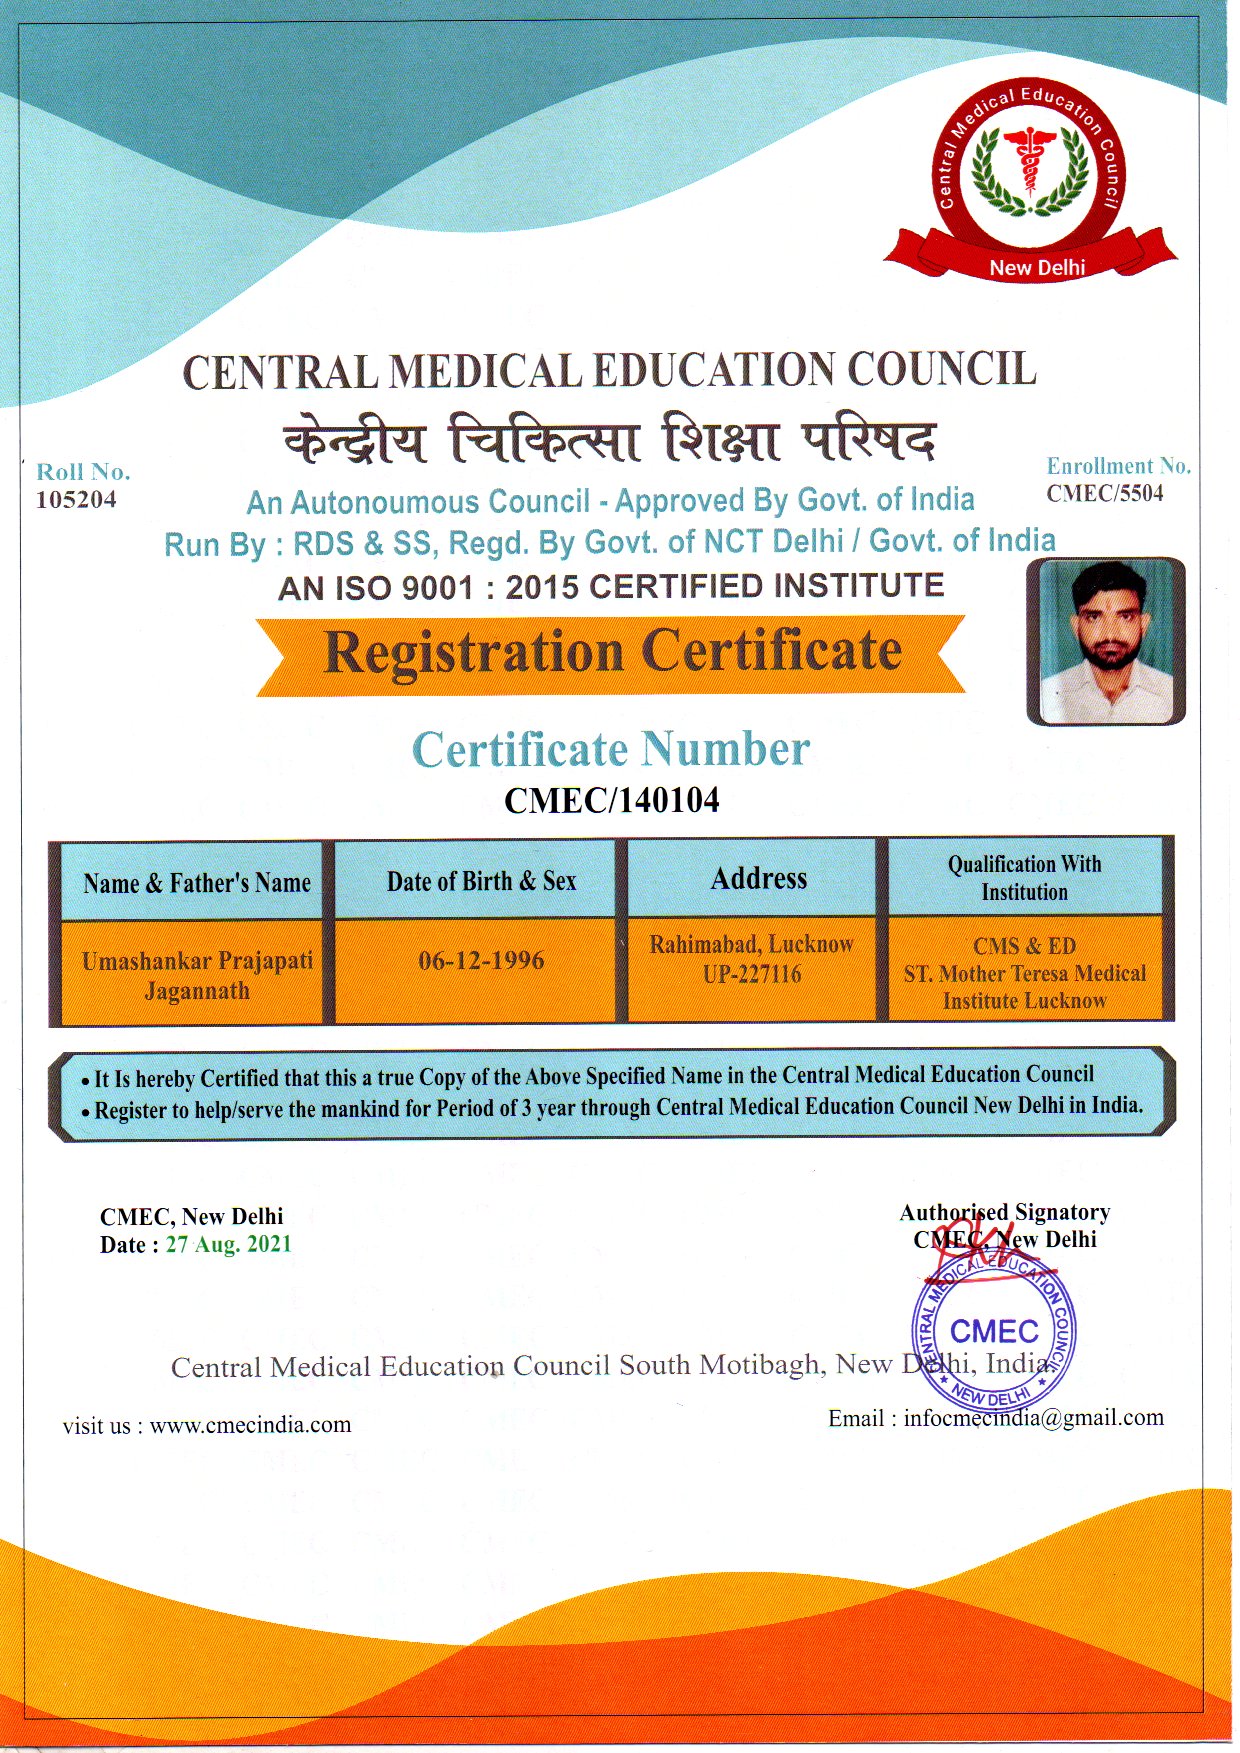 Central Medical Education Council
New Delhi
CENTRAL MEDICAL EDUCATION COUNCIL
केन्द्रीय चिकित्सा शिक्षा परिषद
Roll No.
105204
Enrollment No.
CMEC/5504
An Autonoumous Council - Approved By Govt. of India
Run By : RDS & SS, Regd. By Govt. of NCT Delhi / Govt. of India
AN ISO 9001 : 2015 CERTIFIED INSTITUTE
Registration Certificate
Certificate Number
CMEC/140104
Name & Father's Name
Date of Birth & Sex
Address
Qualification With
Institution
Umashankar Prajapati
Jagannath
06-12-1996
Rahimabad, Lucknow
UP-227116
CMS & ED
ST. Mother Teresa Medical
Institute Lucknow
• It Is hereby Certified that this a true Copy of the Above Specified Name in the Central Medical Education Council
• Register to help/serve the mankind for Period of 3 year through Central Medical Education Council New Delhi in India.
CMEC, New Delhi
Date : 27 Aug. 2021
Authorised Signatory
CMEC, New Delhi
CENTRAL MEDICAL EDUCATION COUNCIL
CMEC
★ NEW DELHI ★
Central Medical Education Council South Motibagh, New Delhi, India
visit us : www.cmecindia.com
Email : infocmecindia@gmail.com